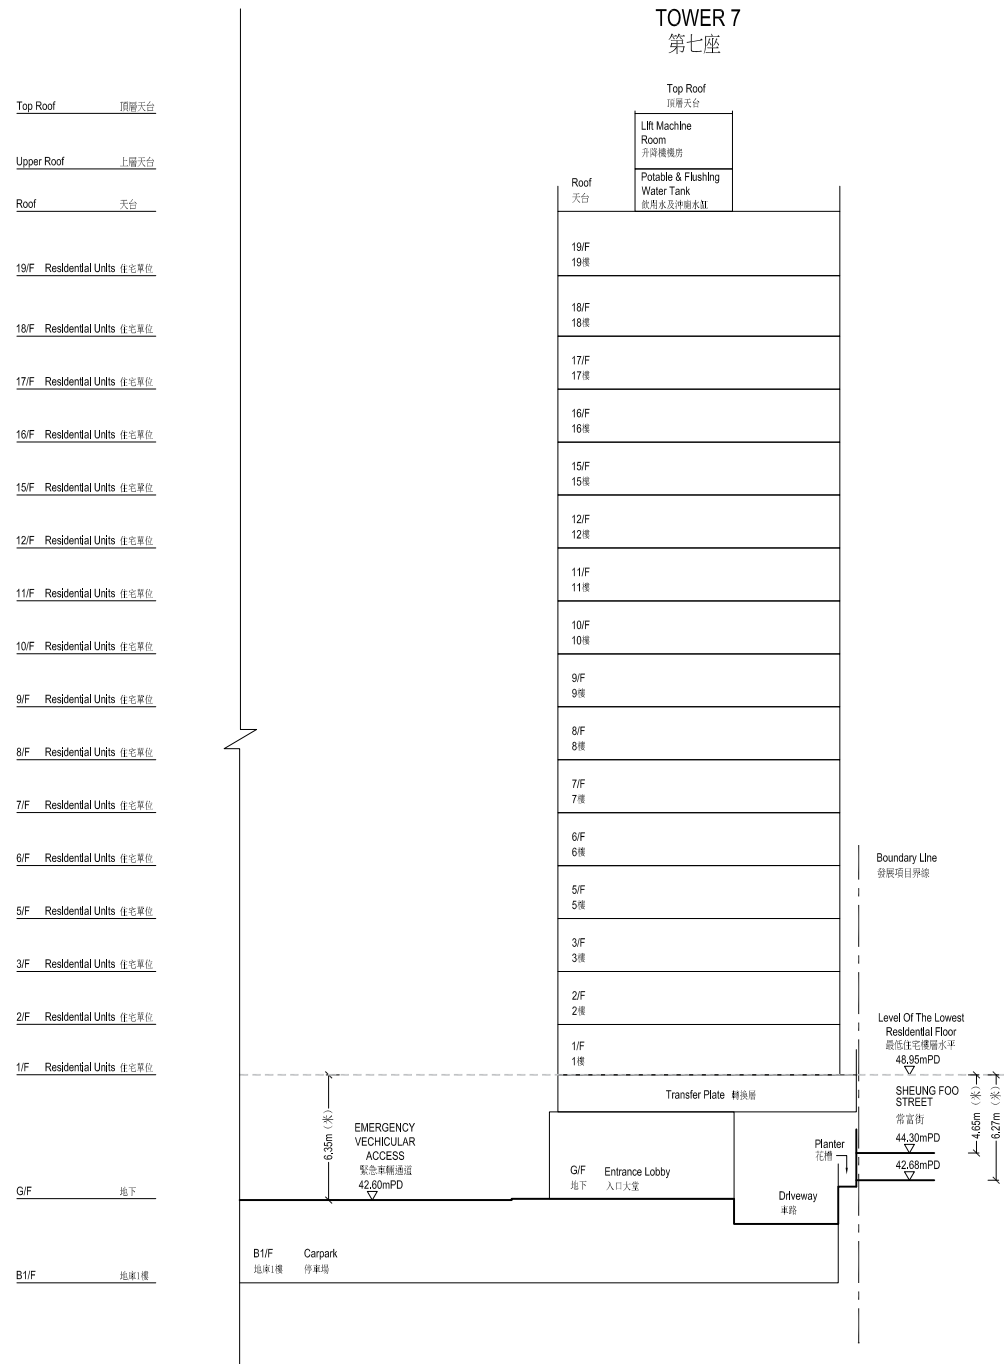 TOWER 7
第七座
Top Roof 頂層天台
Upper Roof 上層天台
Roof 天台
19/F Residential Units 住宅單位
18/F Residential Units 住宅單位
17/F Residential Units 住宅單位
16/F Residential Units 住宅單位
15/F Residential Units 住宅單位
12/F Residential Units 住宅單位
11/F Residential Units 住宅單位
10/F Residential Units 住宅單位
9/F Residential Units 住宅單位
8/F Residential Units 住宅單位
7/F Residential Units 住宅單位
6/F Residential Units 住宅單位
5/F Residential Units 住宅單位
3/F Residential Units 住宅單位
2/F Residential Units 住宅單位
1/F Residential Units 住宅單位
G/F 地下
B1/F 地庫1樓
Top Roof
頂層天台
Lift Machine
Room
升降機機房
Potable & Flushing
Water Tank
飲用水及沖廁水缸
Roof
天台
19/F
19樓
18/F
18樓
17/F
17樓
16/F
16樓
15/F
15樓
12/F
12樓
11/F
11樓
10/F
10樓
9/F
9樓
8/F
8樓
7/F
7樓
6/F
6樓
5/F
5樓
3/F
3樓
2/F
2樓
1/F
1樓
Transfer Plate 轉換層
Boundary Line
發展項目界線
Level Of The Lowest
Residential Floor
最低住宅樓層水平
48.95mPD
SHEUNG FOO
STREET
常富街
44.30mPD
42.68mPD
4.65m (米)
6.27m (米)
6.35m (米)
EMERGENCY
VECHICULAR
ACCESS
緊急車輛通道
42.60mPD
G/F Entrance Lobby
地下 入口大堂
Planter
花槽
Driveway
車路
B1/F Carpark
地庫1樓 停車場